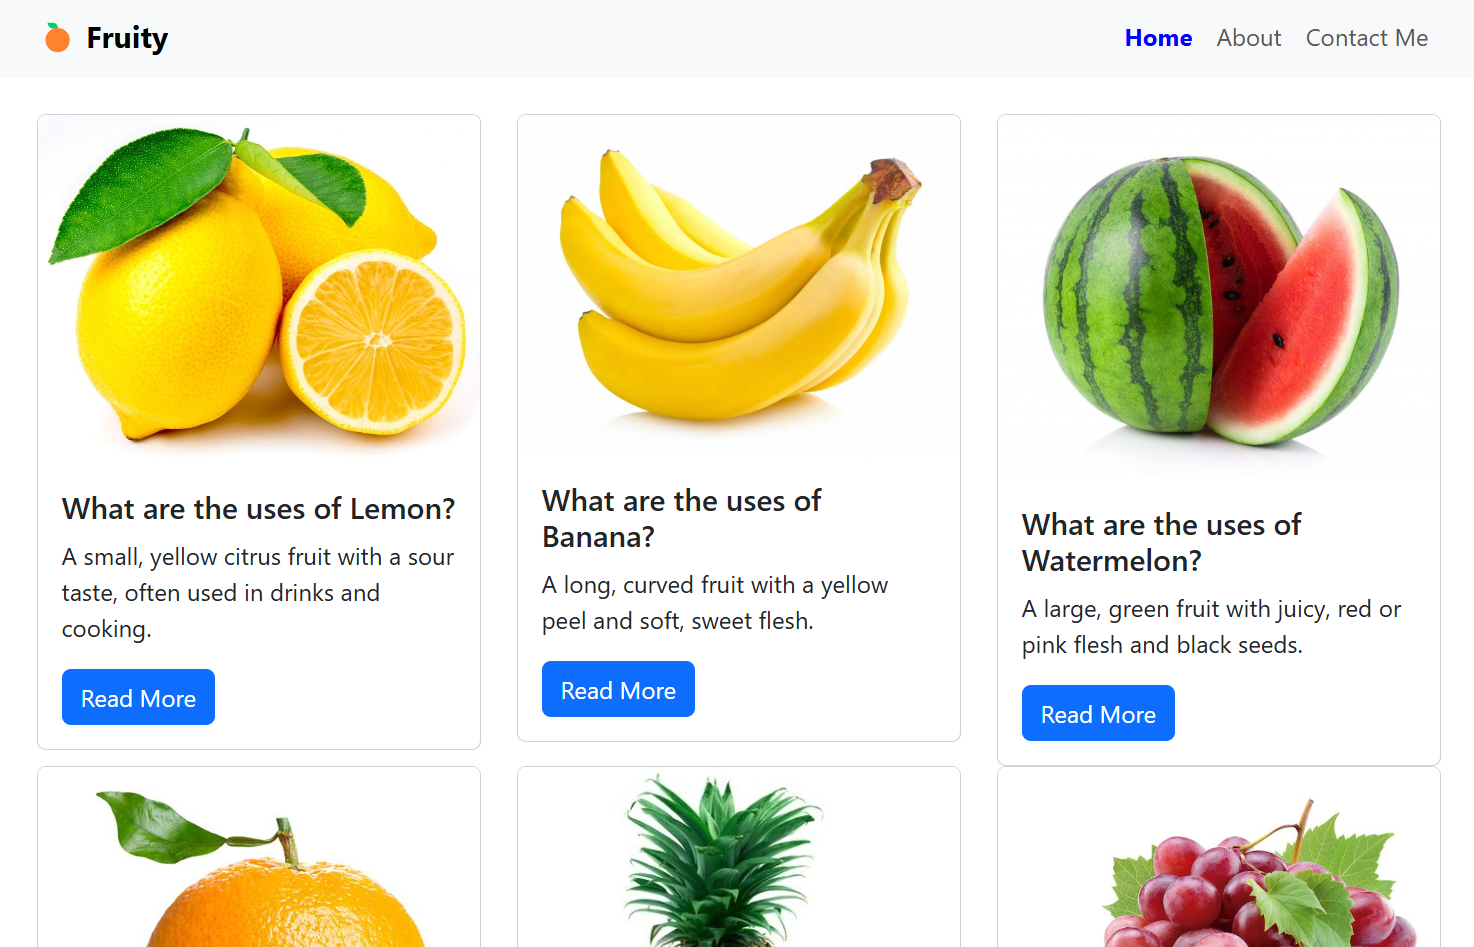 Fruity
Home About Contact Me
What are the uses of Lemon?
A small, yellow citrus fruit with a sour
taste, often used in drinks and
cooking.
Read More
What are the uses of
Banana?
A long, curved fruit with a yellow
peel and soft, sweet flesh.
Read More
What are the uses of
Watermelon?
A large, green fruit with juicy, red or
pink flesh and black seeds.
Read More